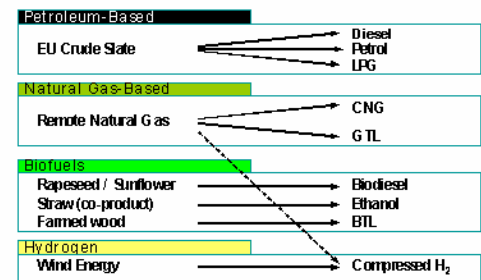 Petroleum-Based
EU Crude Slate
Diesel
Petrol
LPG
Natural Gas-Based
Remote Natural Gas
CNG
GTL
Biofuels
Rapeseed / Sunflower
Biodiesel
Straw (co-product)
Ethanol
Farmed wood
BTL
Hydrogen
Wind Energy
Compressed H₂